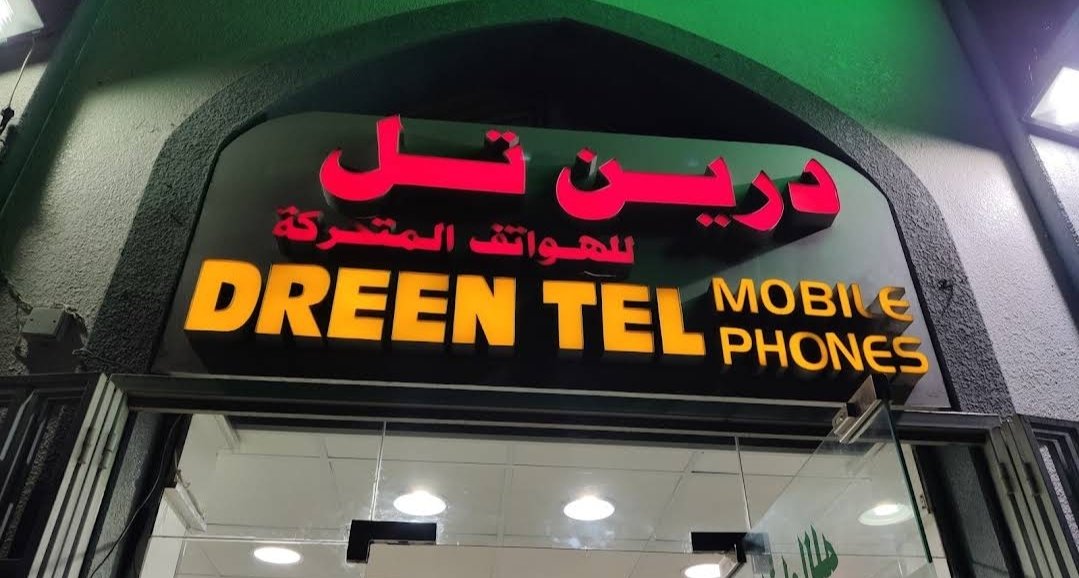 درين تل
للهواتف المتحركة
DREEN TEL MOBILE
PHONES